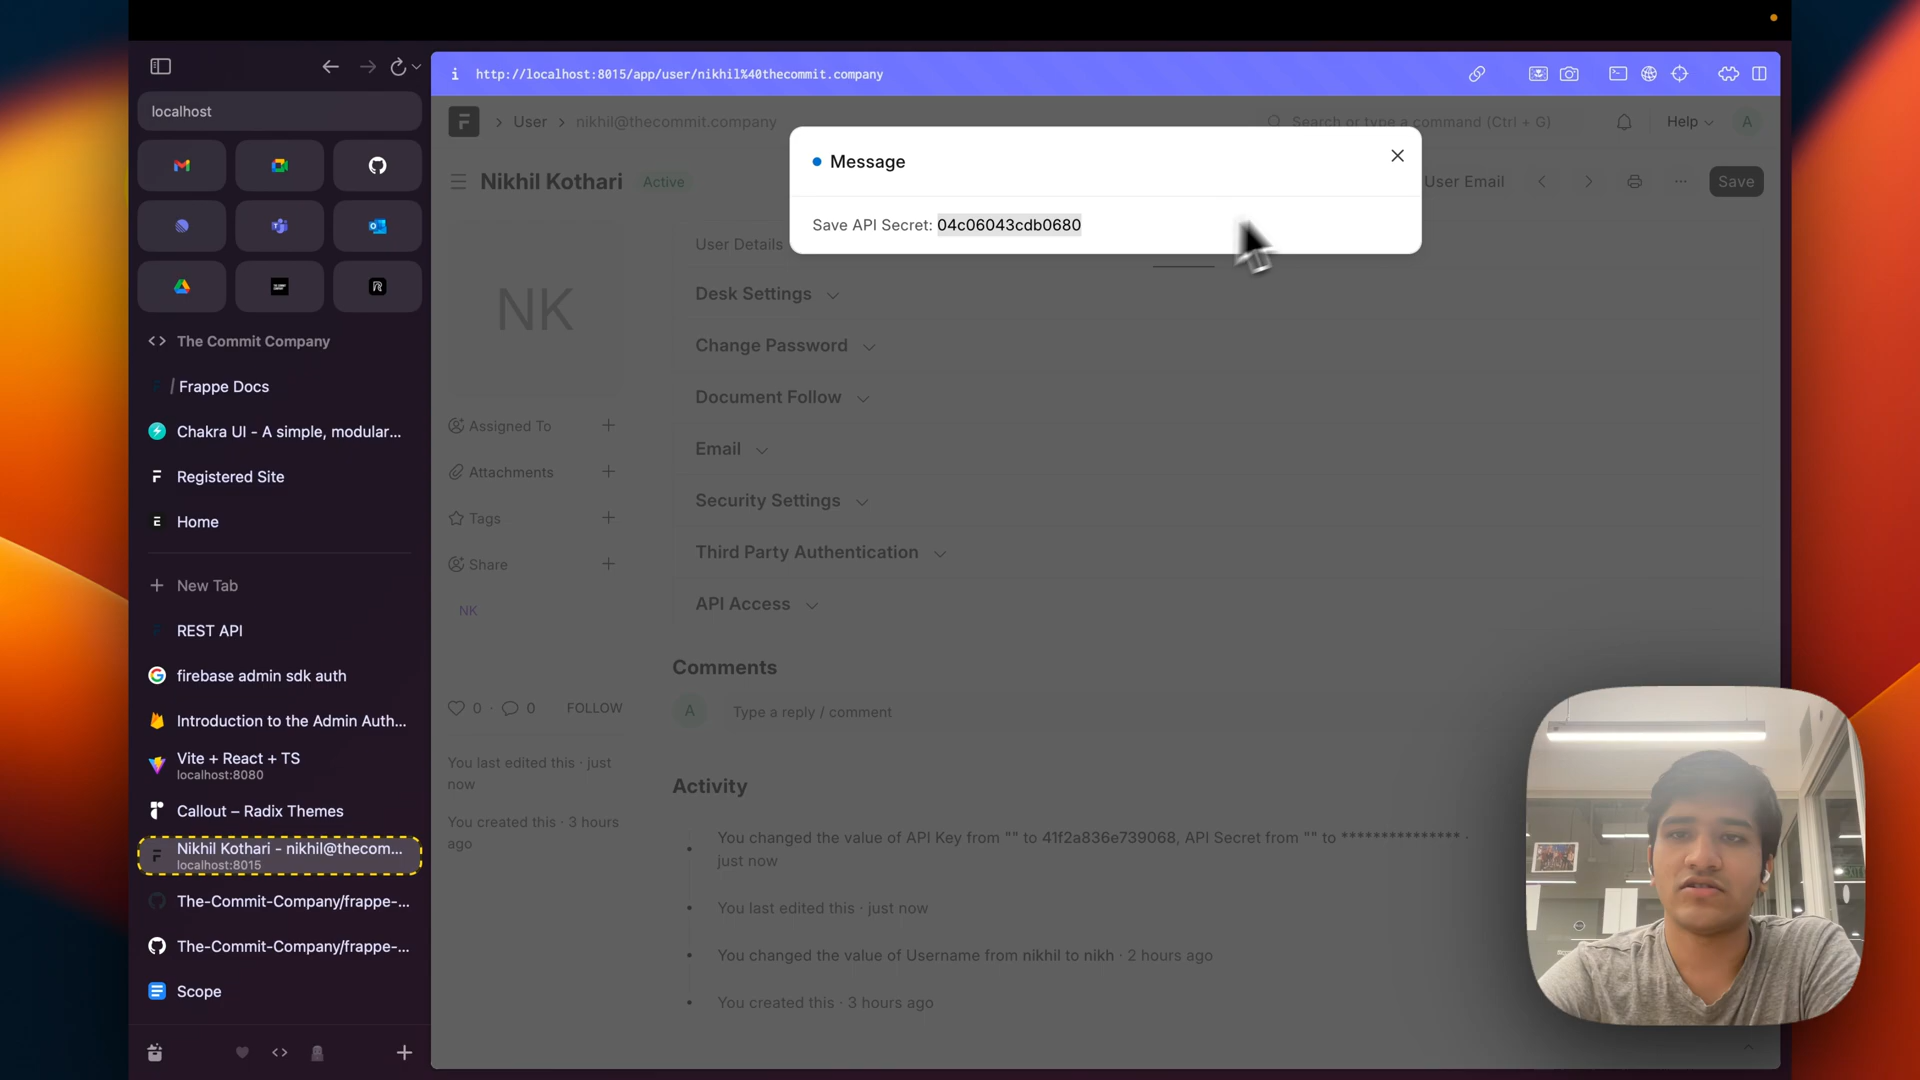 http://localhost:8015/app/user/nikhil%40thecommit.company
localhost
The Commit Company
/ Frappe Docs
Chakra UI - A simple, modular...
Registered Site
Home
New Tab
REST API
firebase admin sdk auth
Introduction to the Admin Auth...
Vite + React + TS
localhost:8080
Callout – Radix Themes
Nikhil Kothari - nikhil@thecom...
localhost:8015
The-Commit-Company/frappe-...
The-Commit-Company/frappe-...
Scope
User
nikhil@thecommit.company
Search or type a command (Ctrl + G)
Help
A
Nikhil Kothari
Active
User Email
Save
Message
Save API Secret: 04c06043cdb0680
NK
Assigned To
Attachments
Tags
Share
NK
0 · 0 FOLLOW
You last edited this · just
now
You created this · 3 hours
ago
User Details
Desk Settings
Change Password
Document Follow
Email
Security Settings
Third Party Authentication
API Access
Comments
A
Type a reply / comment
Activity
You changed the value of API Key from "" to 41f2a836e739068, API Secret from "" to *************** ·
just now
You last edited this · just now
You changed the value of Username from nikhil to nikh · 2 hours ago
You created this · 3 hours ago